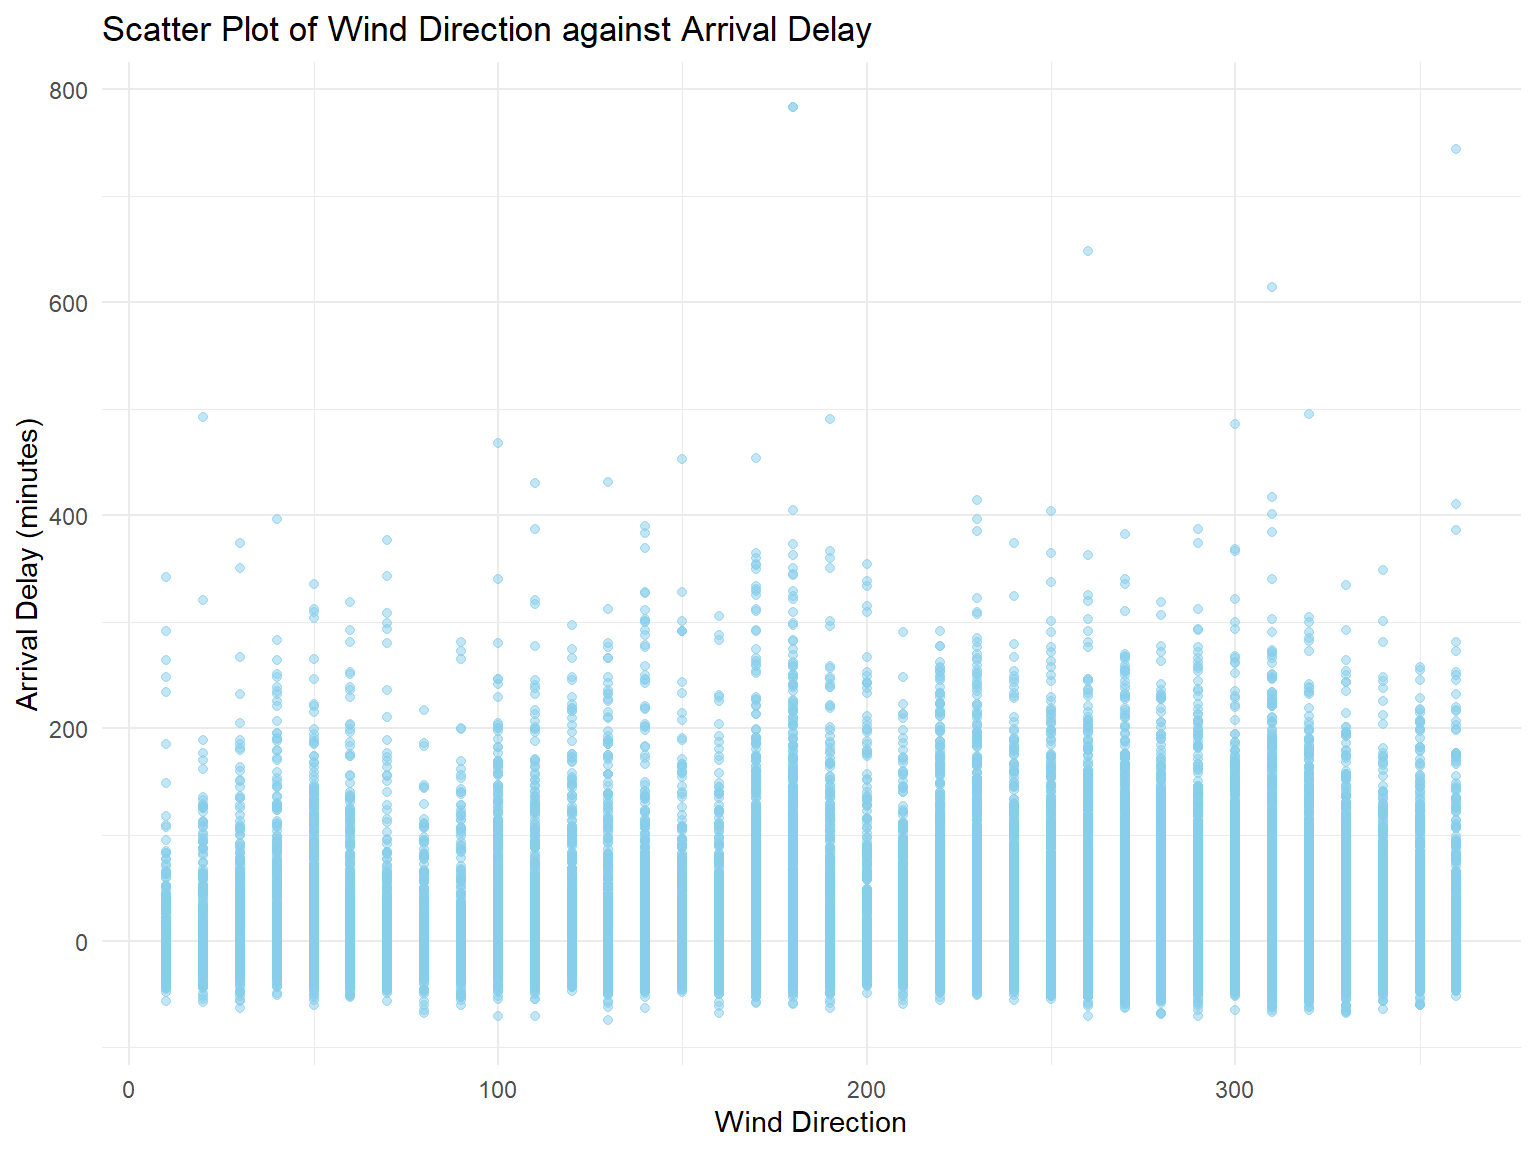 Scatter Plot of Wind Direction against Arrival Delay
800
600
400
200
0
Arrival Delay (minutes)
0 100 200 300
Wind Direction